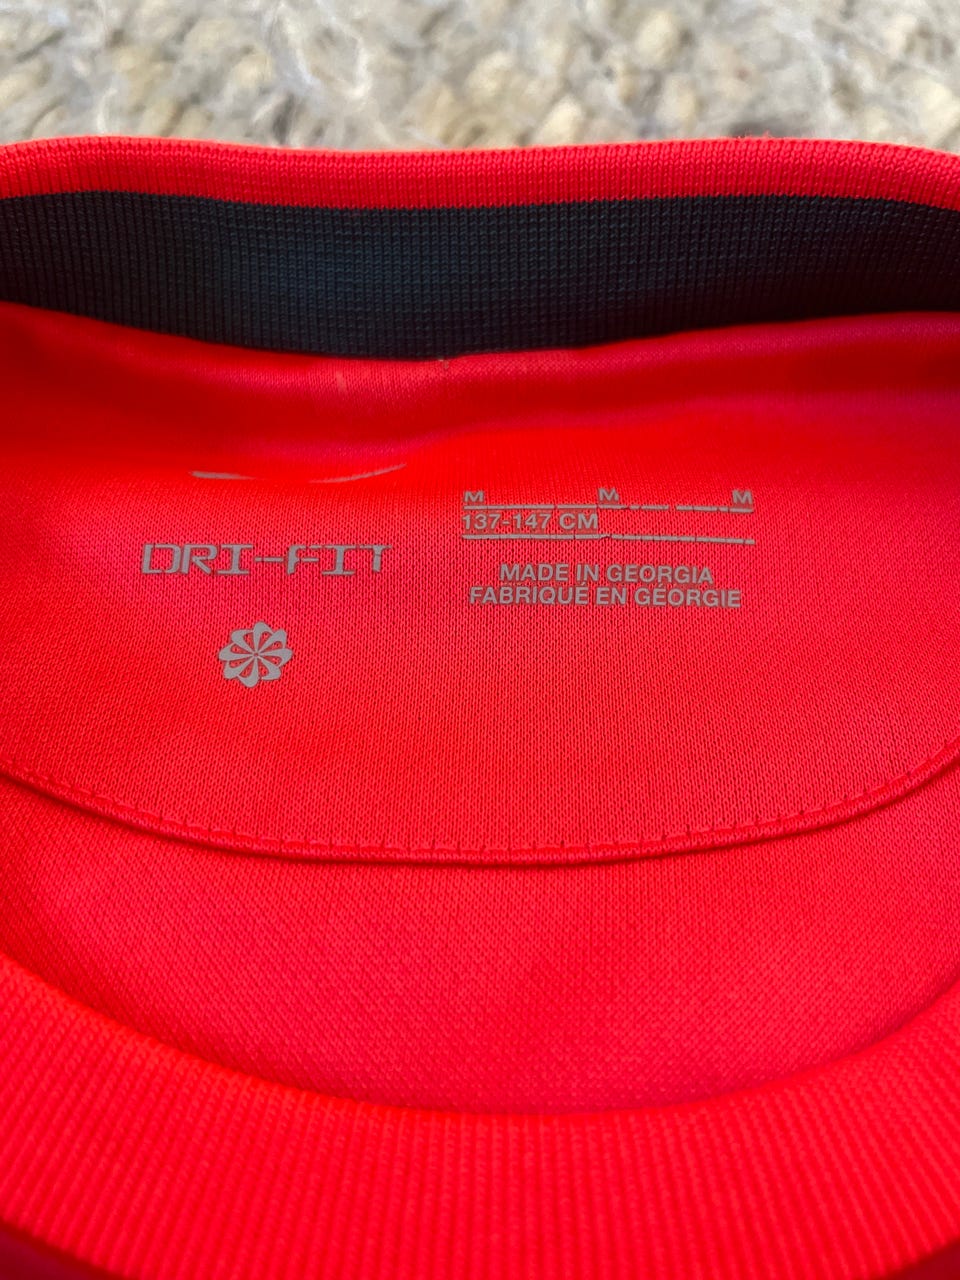 DRI-FIT
M M M
137-147 CM
MADE IN GEORGIA
FABRIQUÉ EN GÉORGIE